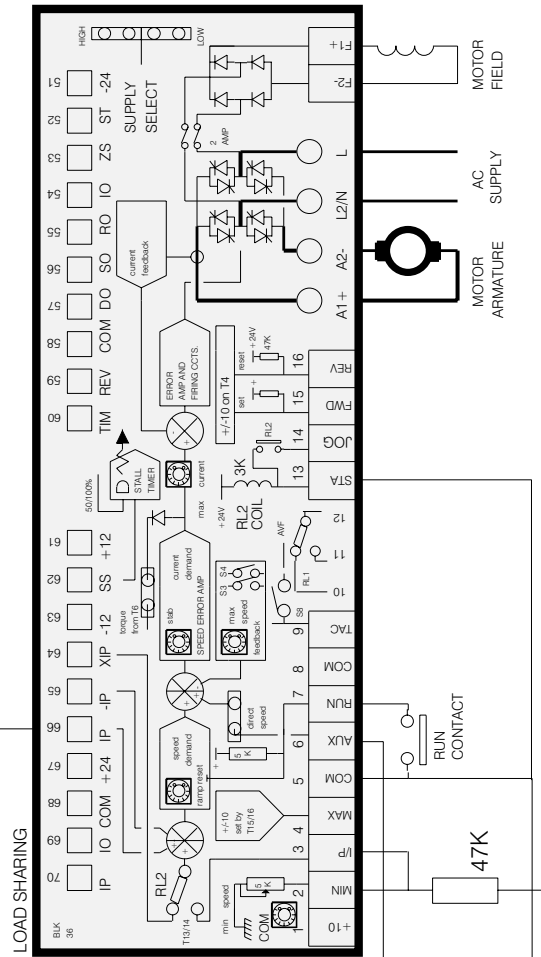 LOAD SHARING
BLK
36
70 69 68 67 66 65 64 63 62 61 60 59 58 57 56 55 54 53 52 51
IP IO COM +24 IP -IP XIP -12 SS +12 TIM REV COM DO SO RO IO ZS ST -24
HIGH
LOW
SUPPLY
SELECT
50/100%
STALL
TIMER
torque
from T6
current
feedback
2
AMP
RL2
T13/14
speed
demand
ramp reset
stab
current
demand
SPEED ERROR AMP
max
current
ERROR
AMP AND
FIRING CCTS.
+/-10
set by
T15/16
+
5
K
direct
speed
S3
S4
max
speed
feedback
+24V
RL2
COIL
3K
RL2
+/-10 on T4
set
+
reset
+24V
47K
min speed
5
K
COM
S8
AVF
RL1
1 2 3 4 5 6 7 8 9 10 11 12 13 14 15 16
+10 MIN I/P MAX COM AUX RUN COM TAC
STA JOG FWD REV
A1+ A2- L2/N L
F2- F1+
47K
RUN
CONTACT
MOTOR
ARMATURE
AC
SUPPLY
MOTOR
FIELD